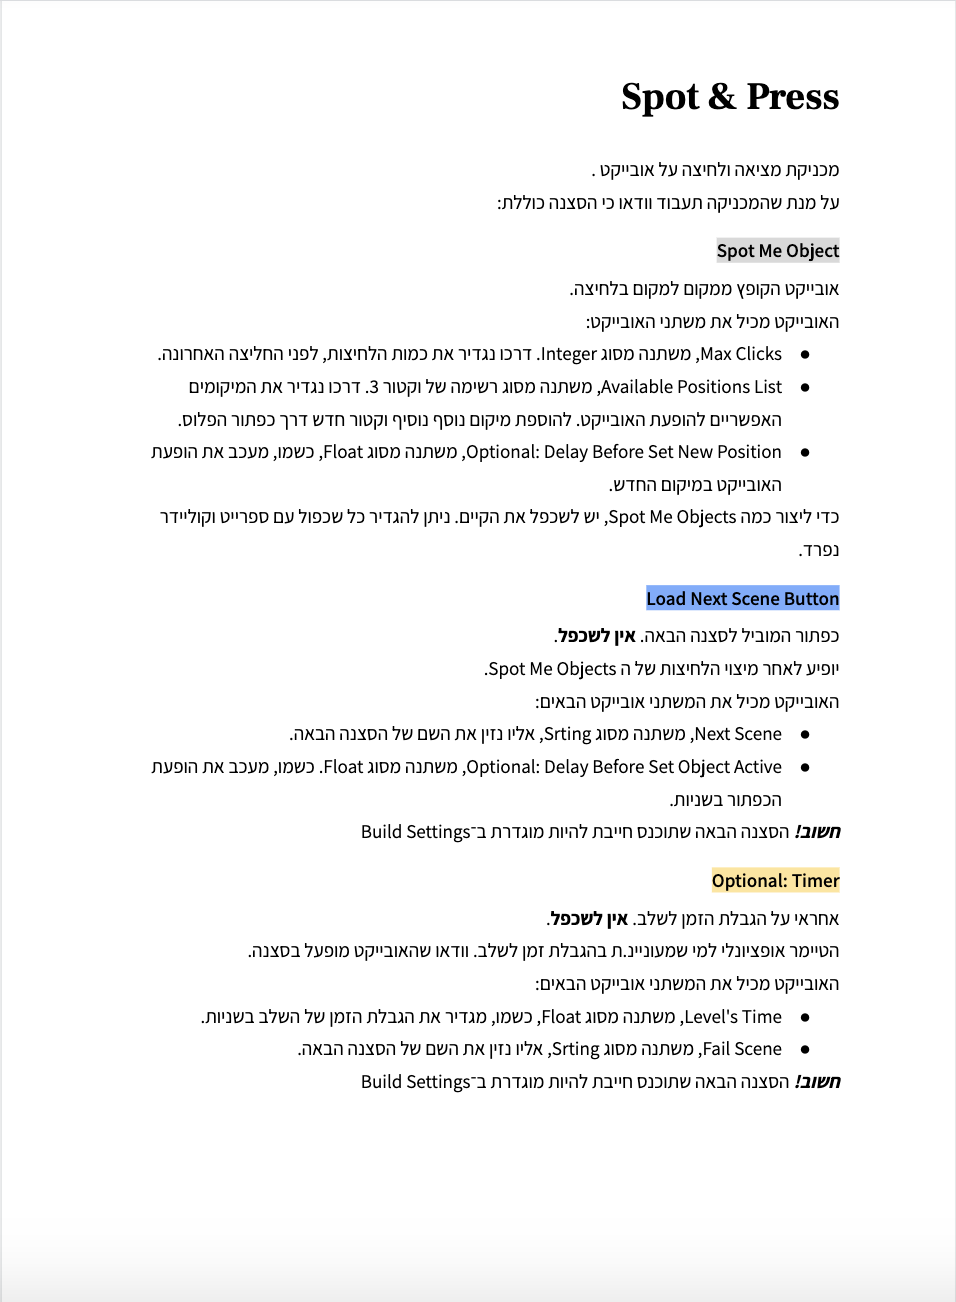 Spot & Press
מכניקת מציאה ולחיצה על אובייקט .
על מנת שהמכניקה תעבוד וודאו כי הסצנה כוללת:
Spot Me Object
אובייקט הקופץ ממקום למקום בלחיצה.
האובייקט מכיל את משתני האובייקט:
● Max Clicks, משתנה מסוג Integer. דרכו נגדיר את כמות הלחיצות, לפני החליצה האחרונה.
● Available Positions List, משתנה מסוג רשימה של וקטור 3. דרכו נגדיר את המיקומים
האפשריים להופעת האובייקט. להוספת מיקום נוסף נוסיף וקטור חדש דרך כפתור הפלוס.
● Optional: Delay Before Set New Position, משתנה מסוג Float, כשמו, מעכב את הופעת
האובייקט במיקום החדש.
כדי ליצור כמה Spot Me Objects, יש לשכפל את הקיים. ניתן להגדיר כל שכפול עם ספרייט וקוליידר
נפרד.
Load Next Scene Button
כפתור המוביל לסצנה הבאה. אין לשכפל.
יופיע לאחר מיצוי הלחיצות של ה Spot Me Objects.
האובייקט מכיל את המשתני אובייקט הבאים:
● Next Scene, משתנה מסוג Srting, אליו נזין את השם של הסצנה הבאה.
● Optional: Delay Before Set Object Active, משתנה מסוג Float. כשמו, מעכב את הופעת
הכפתור בשניות.
חשוב! הסצנה הבאה שתוכנס חייבת להיות מוגדרת ב־Build Settings
Optional: Timer
אחראי על הגבלת הזמן לשלב. אין לשכפל.
הטיימר אופציונלי למי שמעוניינ.ת בהגבלת זמן לשלב. וודאו שהאובייקט מופעל בסצנה.
האובייקט מכיל את המשתני אובייקט הבאים:
● Level's Time, משתנה מסוג Float, כשמו, מגדיר את הגבלת הזמן של השלב בשניות.
● Fail Scene, משתנה מסוג Srting, אליו נזין את השם של הסצנה הבאה.
חשוב! הסצנה הבאה שתוכנס חייבת להיות מוגדרת ב־Build Settings